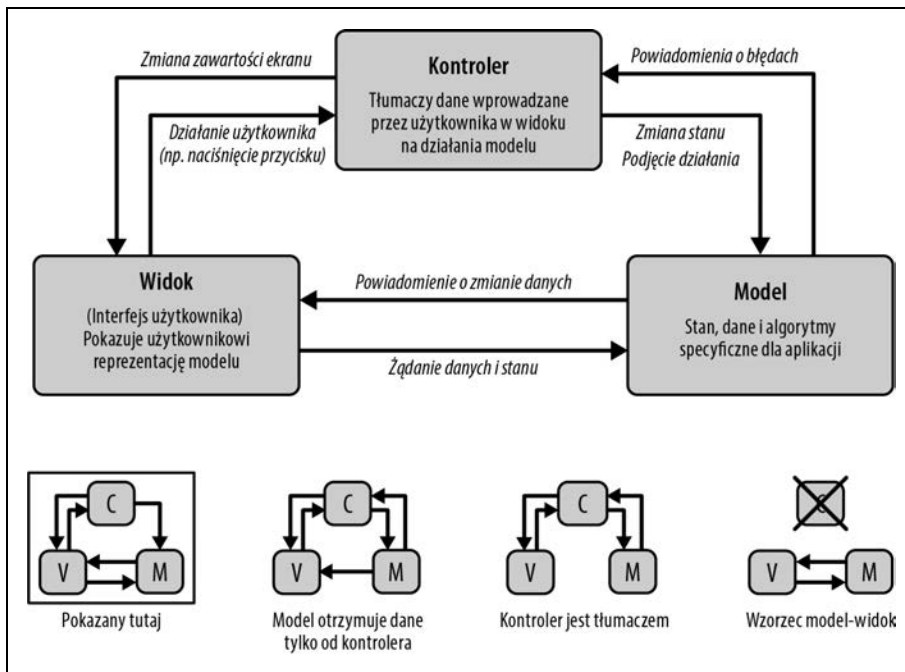 Zmiana zawartości ekranu
Kontroler
Tłumaczy dane wprowadzane
przez użytkownika w widoku
na działania modelu
Powiadomienia o błędach
Działanie użytkownika
(np. naciśnięcie przycisku)
Zmiana stanu
Podjęcie działania
Widok
(Interfejs użytkownika)
Pokazuje użytkownikowi
reprezentację modelu
Powiadomienie o zmianie danych
Żądanie danych i stanu
Model
Stan, dane i algorytmy
specyficzne dla aplikacji
C
V
M
Pokazany tutaj
C
V
M
Model otrzymuje dane
tylko od kontrolera
C
V
M
Kontroler jest tłumaczem
C
V
M
Wzorzec model-widok